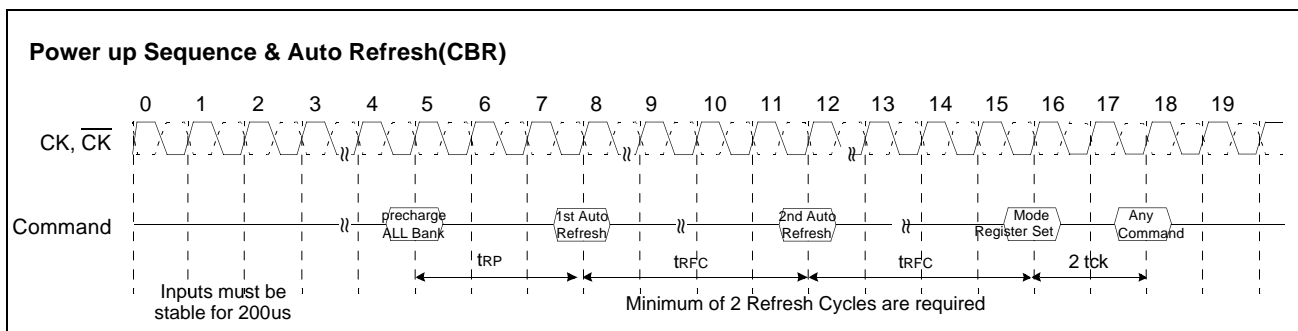 Power up Sequence & Auto Refresh(CBR)
0 1 2 3 4 5 6 7 8 9 10 11 12 13 14 15 16 17 18 19
CK, CK
Command
precharge
ALL Bank
1st Auto
Refresh
2nd Auto
Refresh
Mode
Register Set
Any
Command
tRP
tRFC
tRFC
2 tck
Inputs must be
stable for 200us
Minimum of 2 Refresh Cycles are required